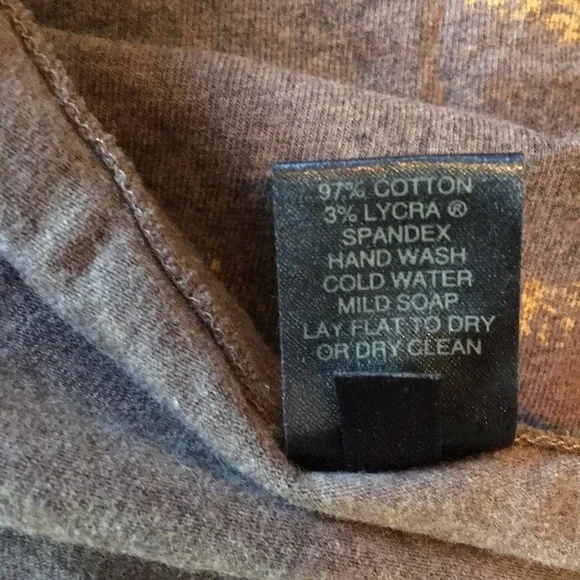 97% COTTON
3% LYCRA ®
SPANDEX
HAND WASH
COLD WATER
MILD SOAP
LAY FLAT TO DRY
OR DRY CLEAN